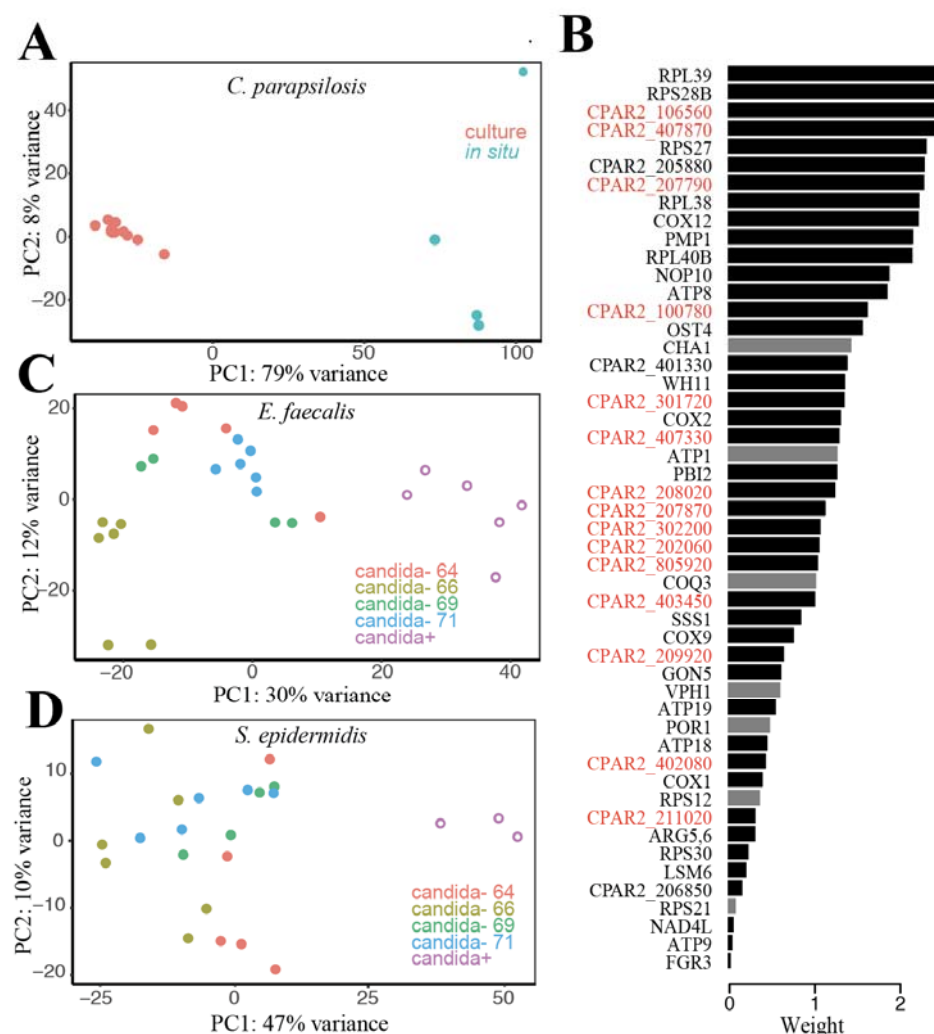 A
C. parapsilosis
culture
in situ
PC2: 8% variance
40
20
0
−20
0
50
100
PC1: 79% variance
C
E. faecalis
PC2: 12% variance
20
0
−20
candida- 64
candida- 66
candida- 69
candida- 71
candida+
−20
0
20
40
PC1: 30% variance
D
S. epidermidis
PC2: 10% variance
10
0
−10
−20
candida- 64
candida- 66
candida- 69
candida- 71
candida+
−25
0
25
50
PC1: 47% variance
B
RPL39
RPS28B
CPAR2_106560
CPAR2_407870
RPS27
CPAR2_205880
CPAR2_207790
RPL38
COX12
PMP1
RPL40B
NOP10
ATP8
CPAR2_100780
OST4
CHA1
CPAR2_401330
WH11
CPAR2_301720
COX2
CPAR2_407330
ATP1
PBI2
CPAR2_208020
CPAR2_207870
CPAR2_302200
CPAR2_202060
CPAR2_805920
COQ3
CPAR2_403450
SSS1
COX9
CPAR2_209920
GON5
VPH1
ATP19
POR1
ATP18
CPAR2_402080
COX1
RPS12
CPAR2_211020
ARG5,6
RPS30
LSM6
CPAR2_206850
RPS21
NAD4L
ATP9
FGR3
0
1
2
Weight